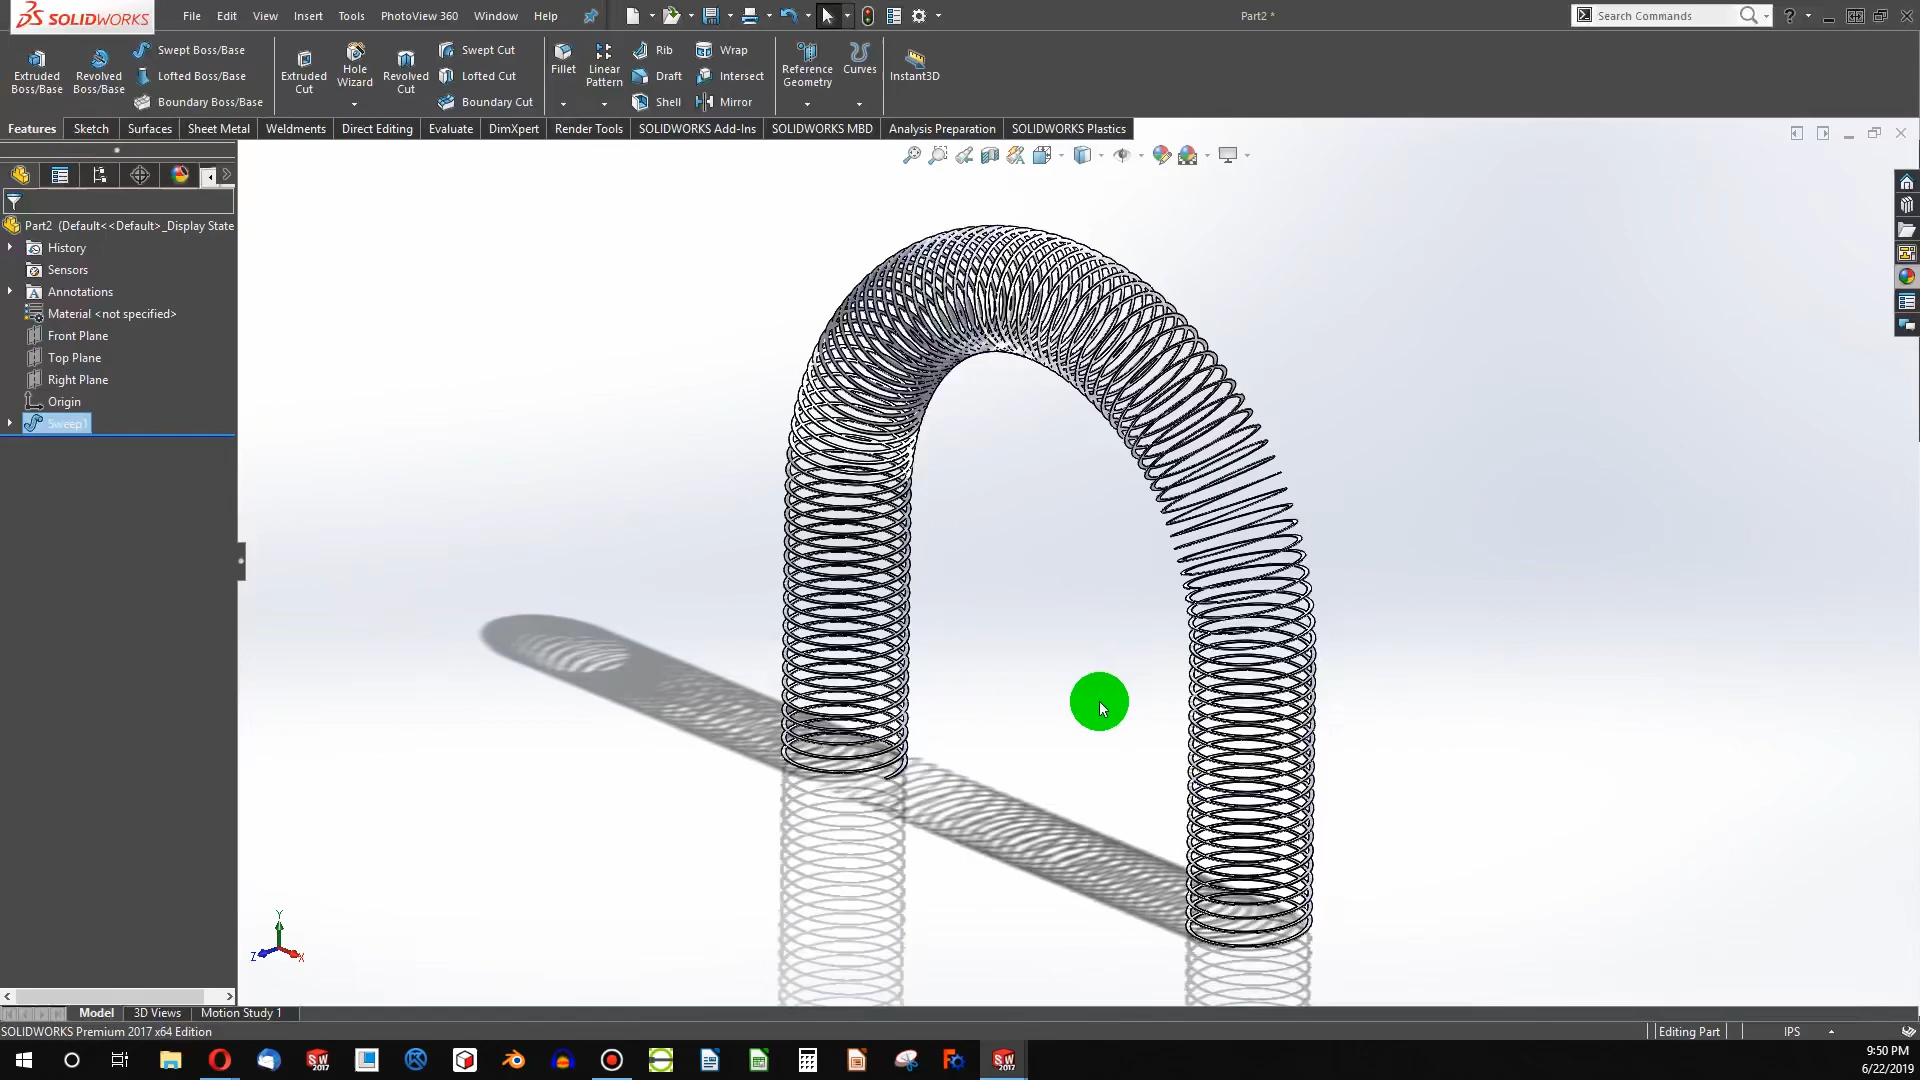 SOLIDWORKS
File Edit View Insert Tools PhotoView 360 Window Help
Part2 *
Search Commands
Extruded Boss/Base
Revolved Boss/Base
Swept Boss/Base
Lofted Boss/Base
Boundary Boss/Base
Extruded Cut
Hole Wizard
Revolved Cut
Swept Cut
Lofted Cut
Boundary Cut
Fillet
Linear Pattern
Rib
Draft
Shell
Wrap
Intersect
Mirror
Reference Geometry
Curves
Instant3D
Features Sketch Surfaces Sheet Metal Weldments Direct Editing Evaluate DimXpert Render Tools SOLIDWORKS Add-Ins SOLIDWORKS MBD Analysis Preparation SOLIDWORKS Plastics
Part2 (Default<<Default>_Display State
History
Sensors
Annotations
Material <not specified>
Front Plane
Top Plane
Right Plane
Origin
Sweep1
Y
Z
X
Model 3D Views Motion Study 1
SOLIDWORKS Premium 2017 x64 Edition
Editing Part
IPS
9:50 PM
6/22/2019